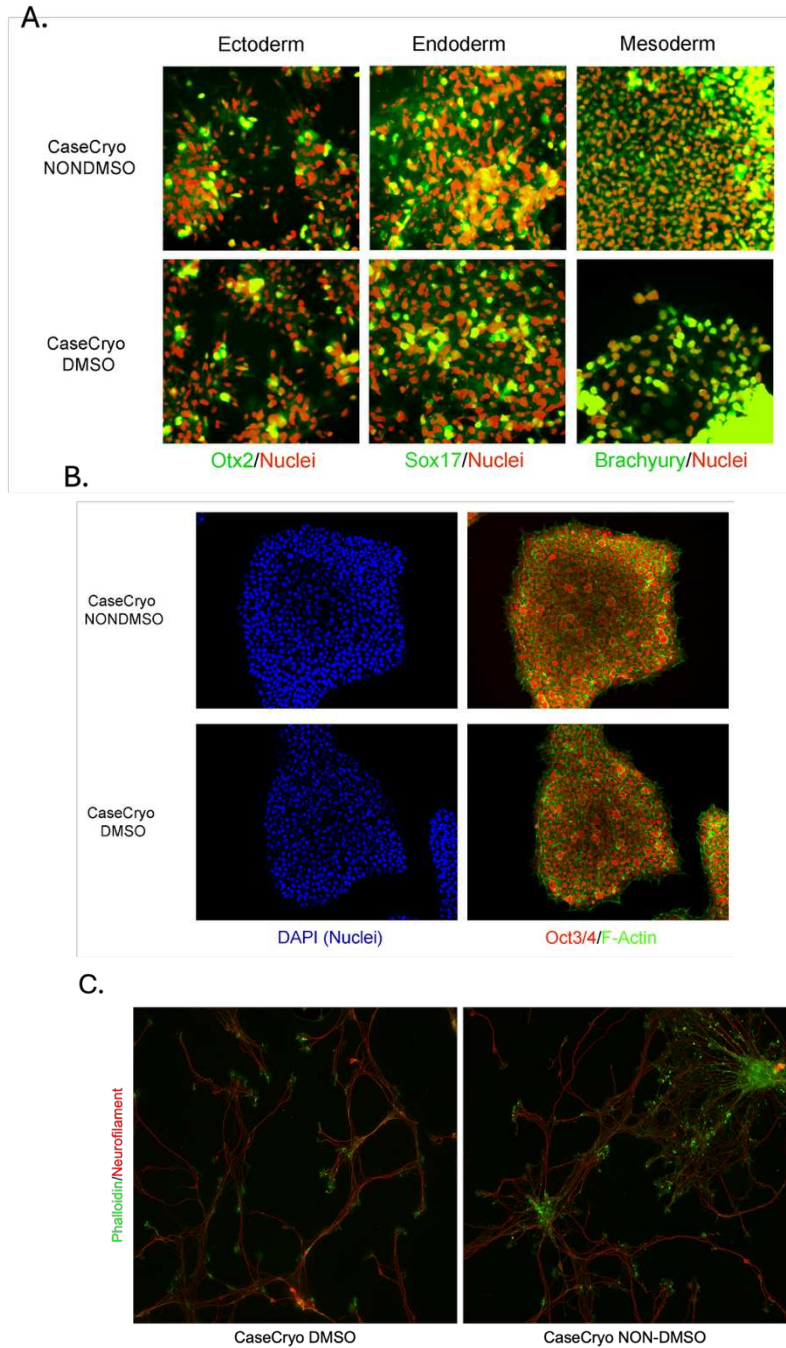 A.
Ectoderm Endoderm Mesoderm
CaseCryo
NONDMSO
CaseCryo
DMSO
Otx2/Nuclei Sox17/Nuclei Brachyury/Nuclei
B.
CaseCryo
NONDMSO
CaseCryo
DMSO
DAPI (Nuclei) Oct3/4/F-Actin
C.
Phalloidin/Neurofilament
CaseCryo DMSO CaseCryo NON-DMSO